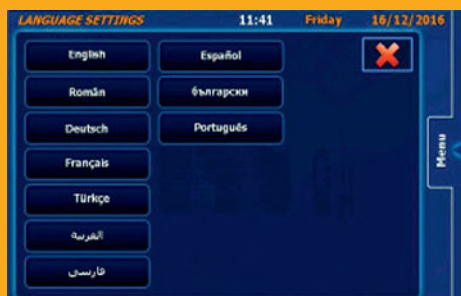 LANGUAGE SETTINGS 11:41 Friday 16/12/2016
English
Român
Deutsch
Français
Türkçe
العربية
فارسی
Español
български
Português
Menu